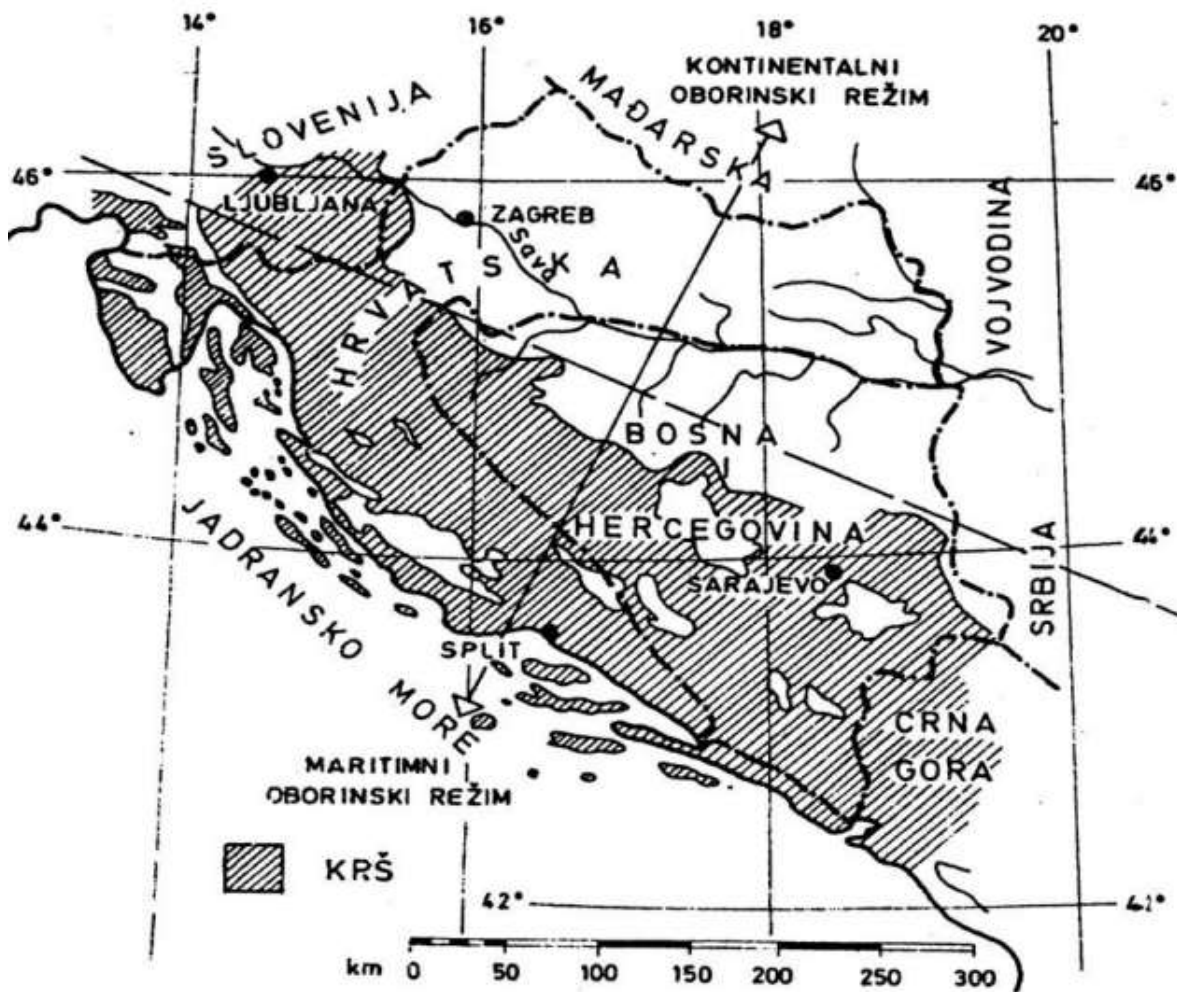 14°
16°
18°
20°
KONTINENTALNI
OBORINSKI REŽIM
MAĐARSKA
SLOVENIJA
46°
46°
LJUBLJANA
ZAGREB
Sava
VOJVODINA
HRVATSKA
BOSNA
44°
HERCEGOVINA
44°
SARAJEVO
SRBIJA
JADRANSKO MORE
SPLIT
CRNA
GORA
MARITIMNI
OBORINSKI REŽIM
KRŠ
42°
42°
km 0 50 100 150 200 250 300